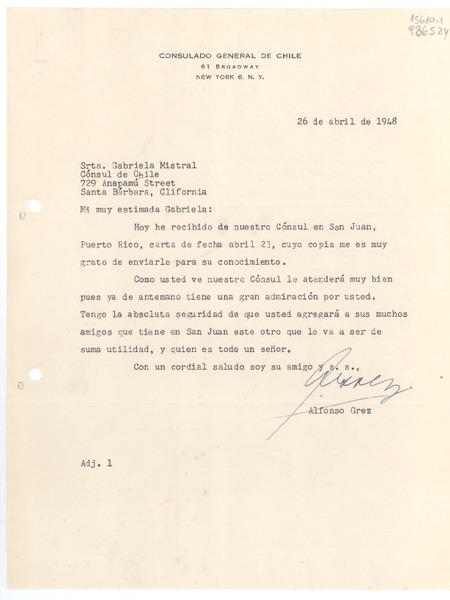 15610-1
986524
CONSULADO GENERAL DE CHILE
61 BROADWAY
NEW YORK 6. N. Y.
26 de abril de 1948
Srta. Gabriela Mistral
Cónsul de Chile
729 Anapamú Street
Santa Bárbara, Clifornia
Mi muy estimada Gabriela:
Hoy he recibido de nuestro Cónsul en San Juan,
Puerto Rico, carta de fecha abril 23, cuya copia me es muy
grato de enviarle para su conocimiento.
Como usted ve nuestro Cónsul le atenderá muy bien
pues ya de antemano tiene una gran admiración por usted.
Tengo la absoluta seguridad de que usted agregará a sus muchos
amigos que tiene en San Juan este otro que le va a ser de
suma utilidad, y quien es todo un señor.
Con un cordial saludo soy su amigo y s. s.,
Alfonso Grez
Adj. 1